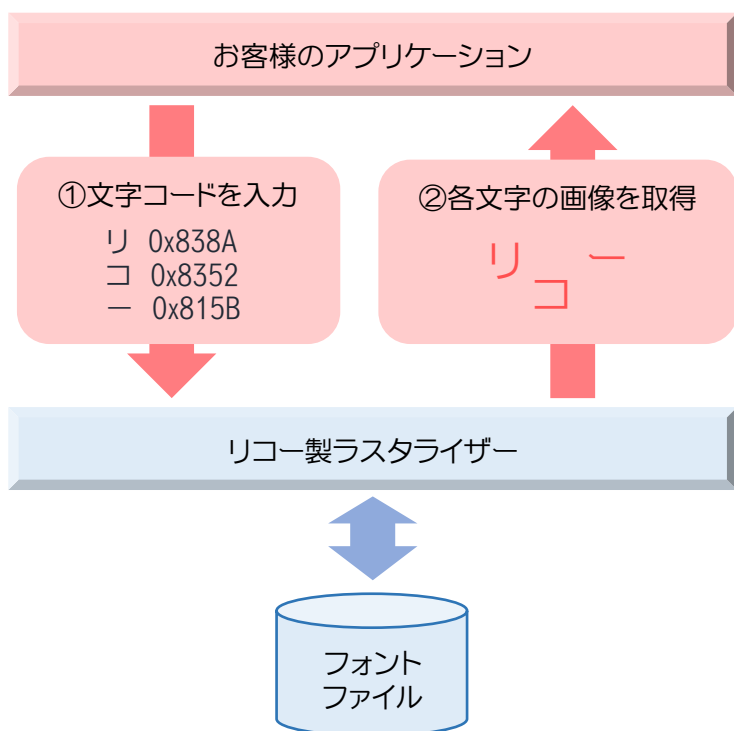 お客様のアプリケーション
①文字コードを入力
リ 0x838A
コ 0x8352
ー 0x815B
②各文字の画像を取得
リコー
リコー製ラスタライザー
フォント
ファイル